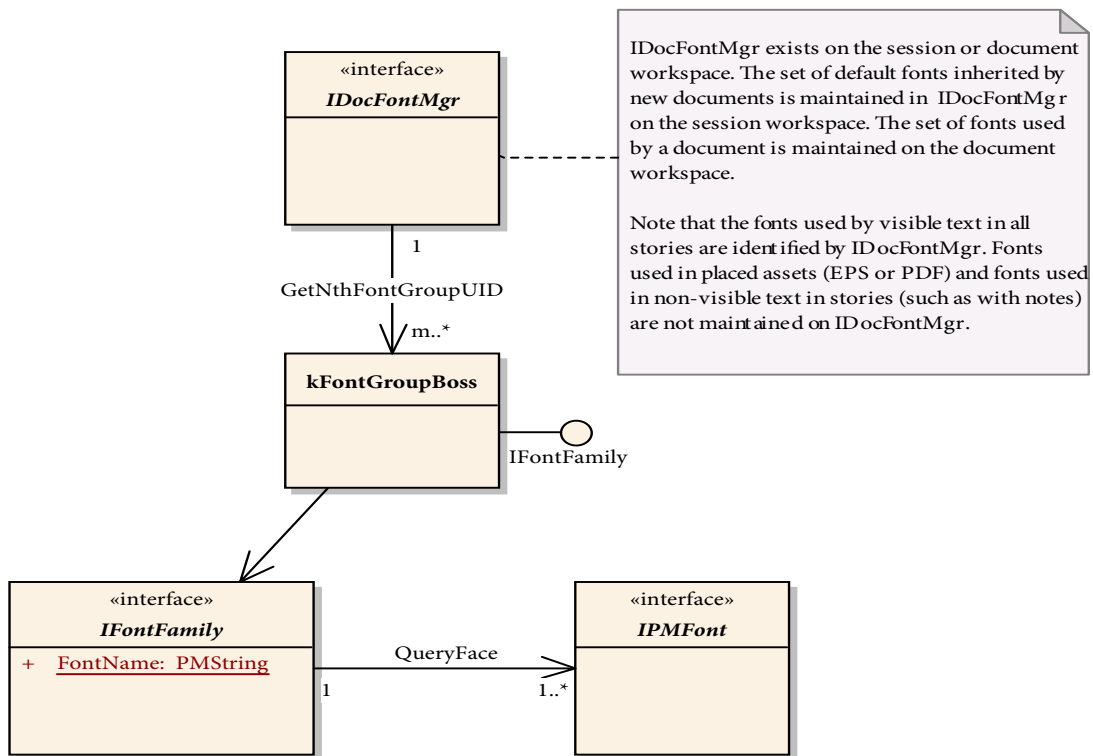 «interface»
IDocFontMgr
IDocFontMgr exists on the session or document
workspace. The set of default fonts inherited by
new documents is maintained in IDocFontMgr
on the session workspace. The set of fonts used
by a document is maintained on the document
workspace.
Note that the fonts used by visible text in all
stories are identified by IDocFontMgr. Fonts
used in placed assets (EPS or PDF) and fonts used
in non-visible text in stories (such as with notes)
are not maintained on IDocFontMgr.
1
GetNthFontGroupUID
m..*
kFontGroupBoss
IFontFamily
«interface»
IFontFamily
+ FontName: PMString
QueryFace
1
1..*
«interface»
IPMFont